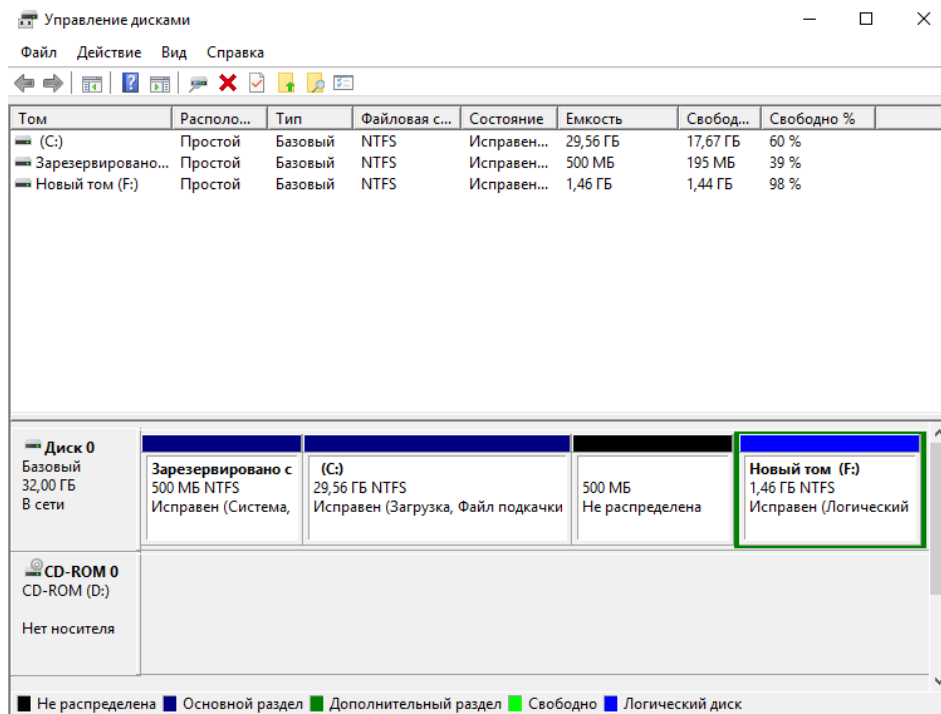 Управление дисками
Файл Действие Вид Справка
Том Располо... Тип Файловая с... Состояние Емкость Свобод... Свободно %
(C:) Простой Базовый NTFS Исправен... 29,56 ГБ 17,67 ГБ 60 %
Зарезервировано... Простой Базовый NTFS Исправен... 500 МБ 195 МБ 39 %
Новый том (F:) Простой Базовый NTFS Исправен... 1,46 ГБ 1,44 ГБ 98 %
Диск 0
Базовый
32,00 ГБ
В сети
Зарезервировано с
500 МБ NTFS
Исправен (Система,
(C:)
29,56 ГБ NTFS
Исправен (Загрузка, Файл подкачки
500 МБ
Не распределена
Новый том (F:)
1,46 ГБ NTFS
Исправен (Логический
CD-ROM 0
CD-ROM (D:)
Нет носителя
Не распределена Основной раздел Дополнительный раздел Свободно Логический диск